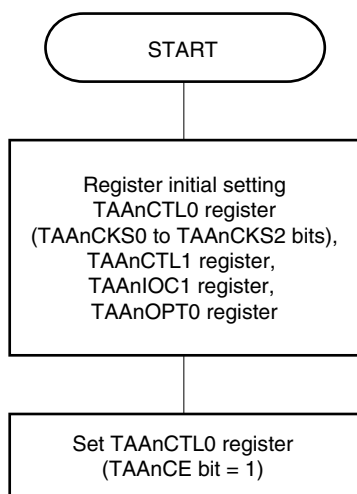 START
Register initial setting
TAAnCTL0 register
(TAAnCKS0 to TAAnCKS2 bits),
TAAnCTL1 register,
TAAnIOC1 register,
TAAnOPT0 register
Set TAAnCTL0 register
(TAAnCE bit = 1)